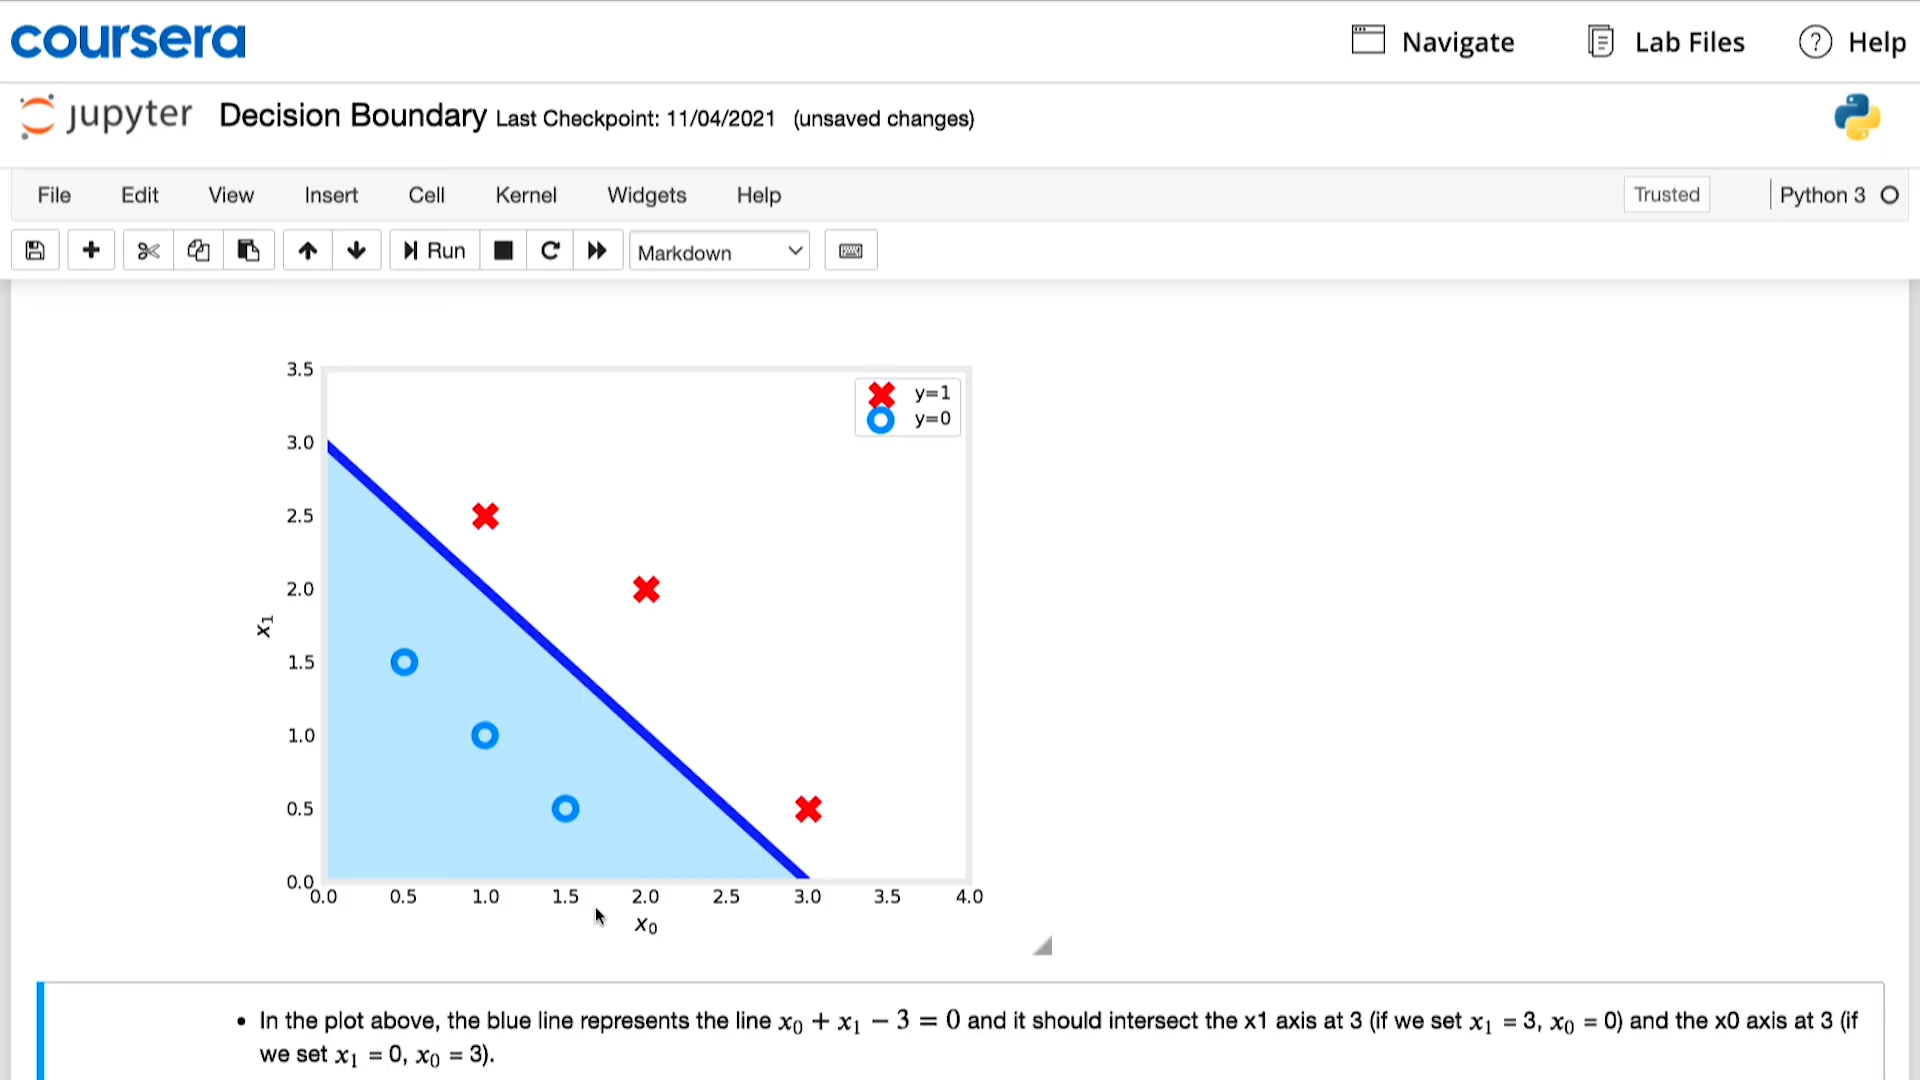 coursera
Navigate
Lab Files
? Help
jupyter Decision Boundary Last Checkpoint: 11/04/2021 (unsaved changes)
File Edit View Insert Cell Kernel Widgets Help
Trusted
Python 3
Run
Markdown
3.5
3.0
2.5
2.0
1.5
1.0
0.5
0.0
x₁
y=1
y=0
0.0 0.5 1.0 1.5 2.0 2.5 3.0 3.5 4.0
x₀
• In the plot above, the blue line represents the line x₀ + x₁ − 3 = 0 and it should intersect the x1 axis at 3 (if we set x₁ = 3, x₀ = 0) and the x0 axis at 3 (if
we set x₁ = 0, x₀ = 3).